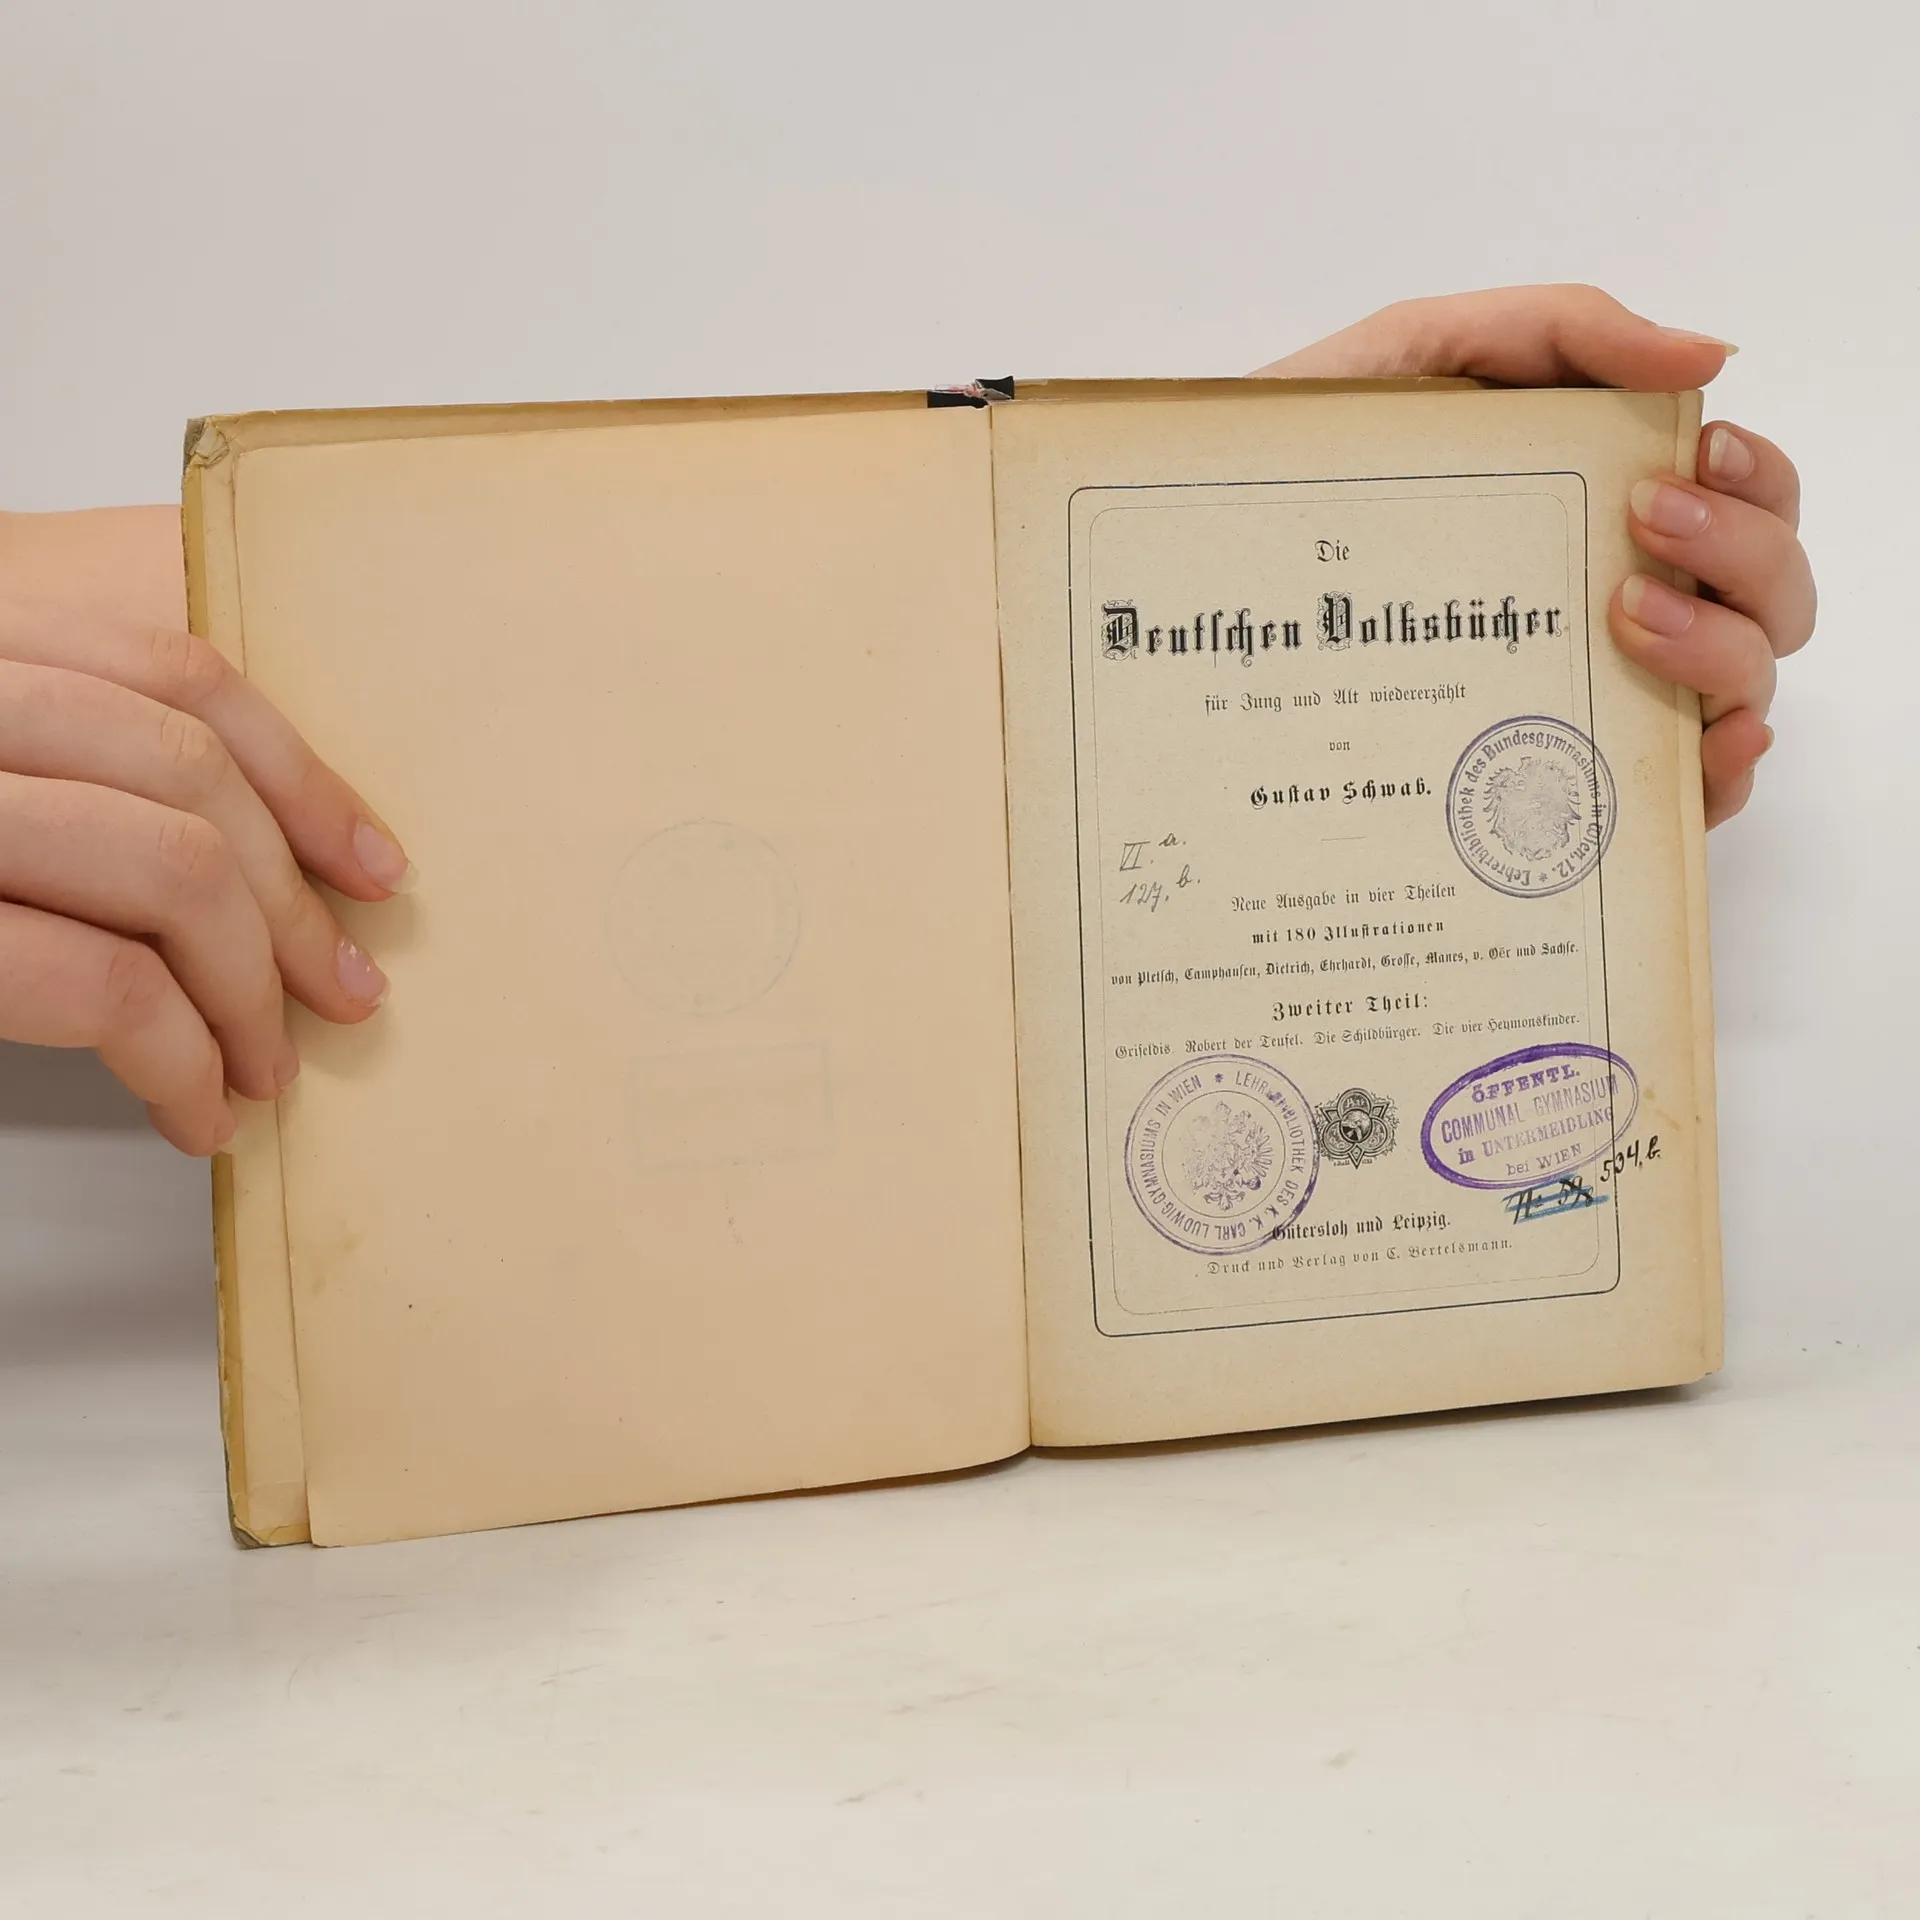 Die
Deutschen Volksbücher
für Jung und Alt wiedererzählt
von
Gustav Schwab.
Lehrerbibliothek des Bundesgymnasiums in Wien, 12. *
VI. a.
127. b.
Neue Ausgabe in vier Theilen
mit 180 Illustrationen
von Pletsch, Camphausen, Dietrich, Ehrhardt, Grosse, Manes, v. Oër und Sachse.
Zweiter Theil:
Griseldis. Robert der Teufel. Die Schildbürger. Die vier Heymonskinder.
* LEHRERBIBLIOTHEK DES K. K. CARL LUDWIG-GYMNASIUMS IN WIEN
ÖFFENTL.
COMMUNAL-GYMNASIUM
in UNTERMEIDLING
bei WIEN
534. b.
Gütersloh und Leipzig.
Druck und Verlag von C. Bertelsmann.